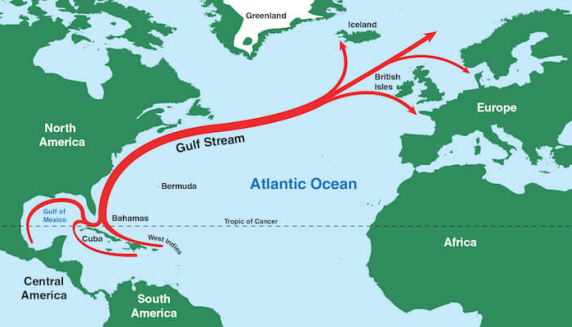 Greenland
Iceland
British
Isles
Europe
North
America
Gulf Stream
Bermuda
Atlantic Ocean
Gulf of
Mexico
Bahamas
Tropic of Cancer
Cuba
West Indies
Africa
Central
America
South
America